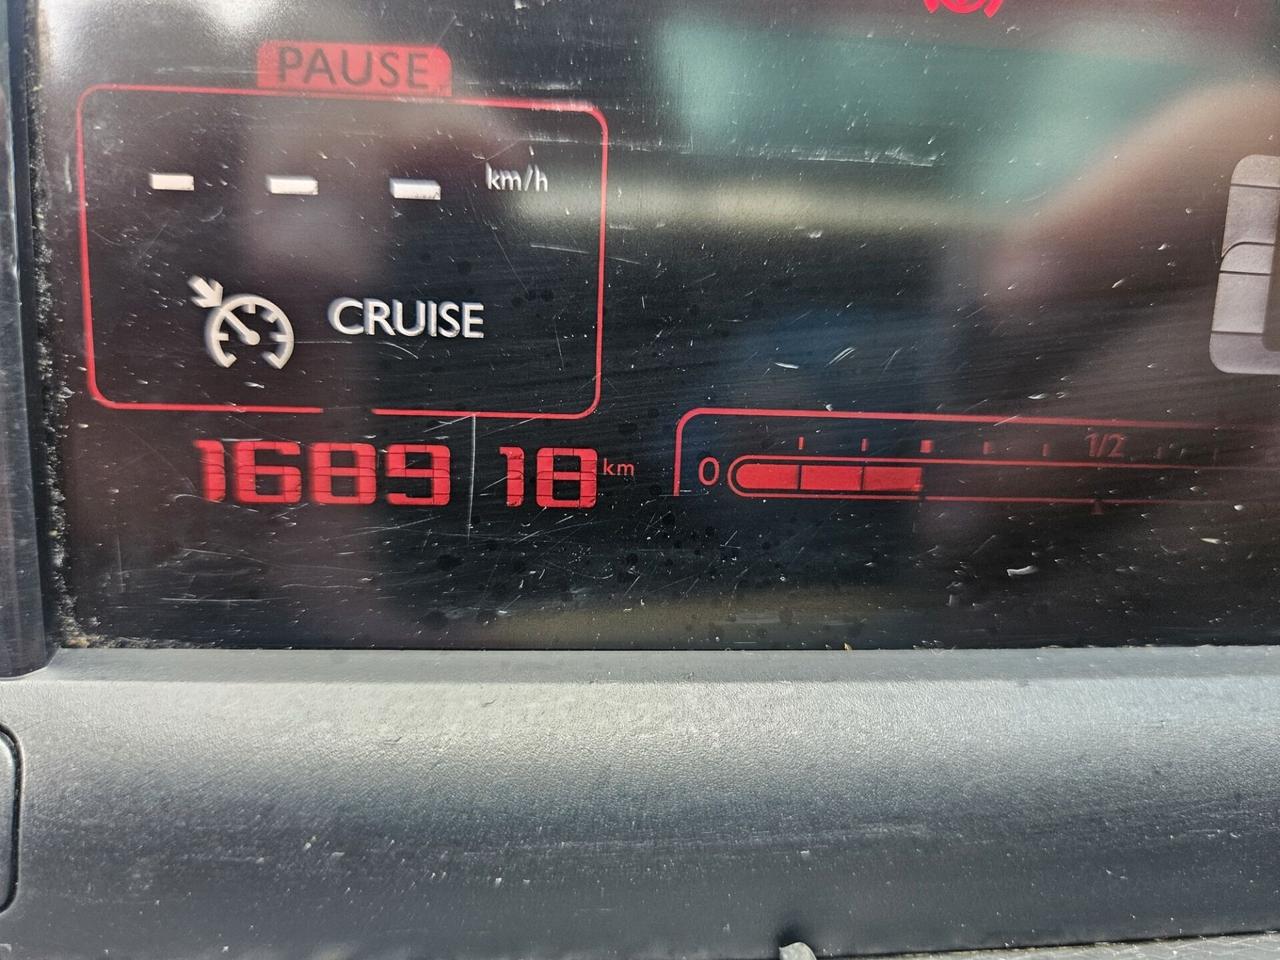 PAUSE
- - - km/h
CRUISE
168918 km
0 1/2